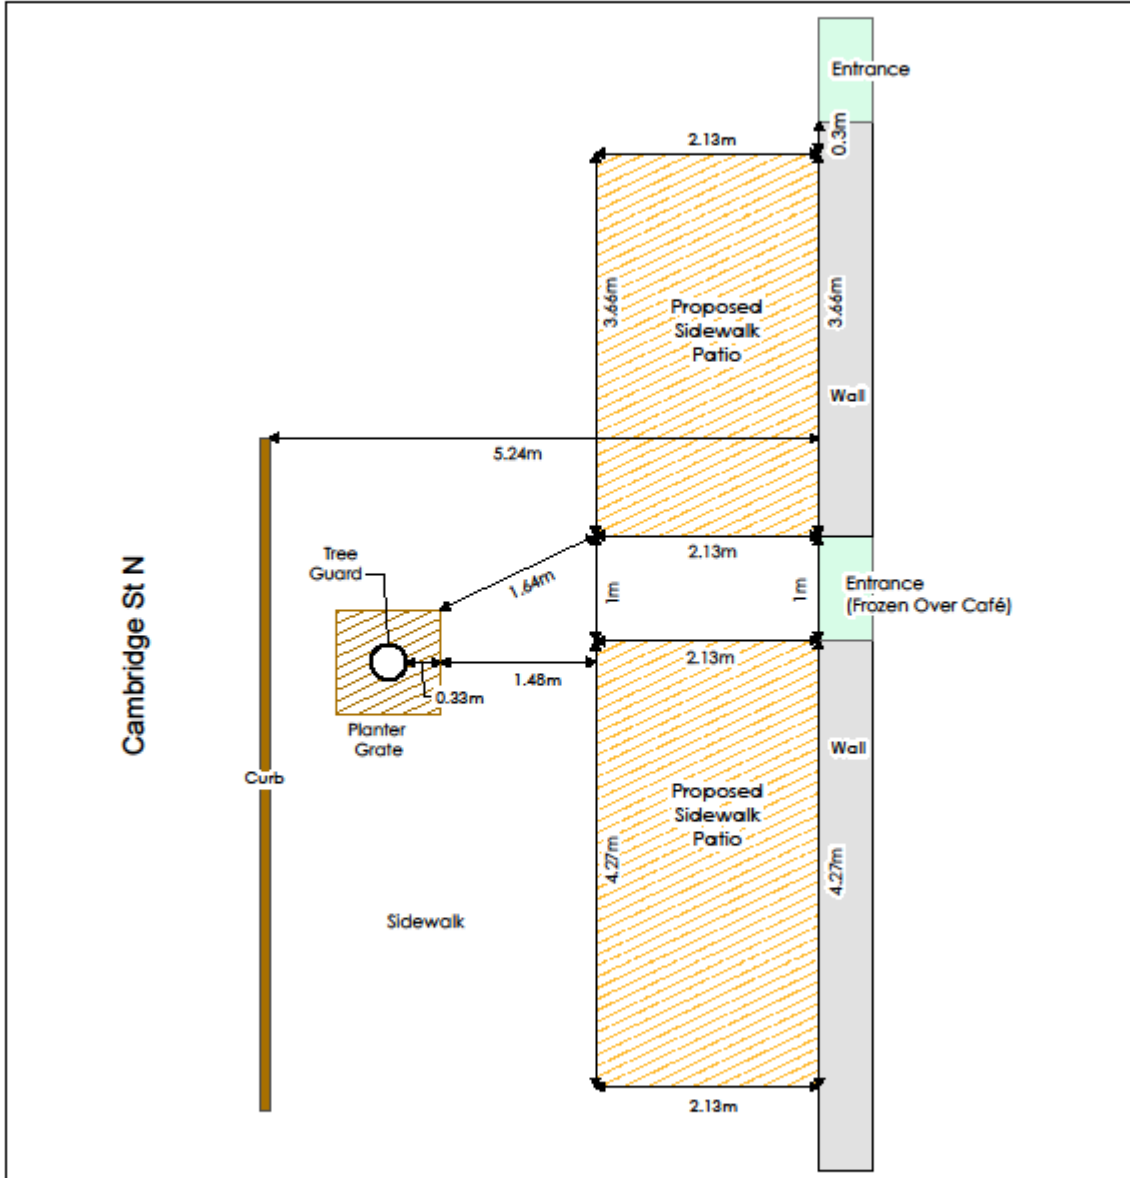 Entrance
0.3m
2.13m
3.66m
Proposed
Sidewalk
Patio
3.66m
Wall
5.24m
2.13m
Tree
Guard
1.64m
1m
1m
Entrance
(Frozen Over Café)
Cambridge St N
2.13m
1.48m
0.33m
Planter
Grate
Wall
Curb
Proposed
Sidewalk
Patio
4.27m
4.27m
Sidewalk
2.13m